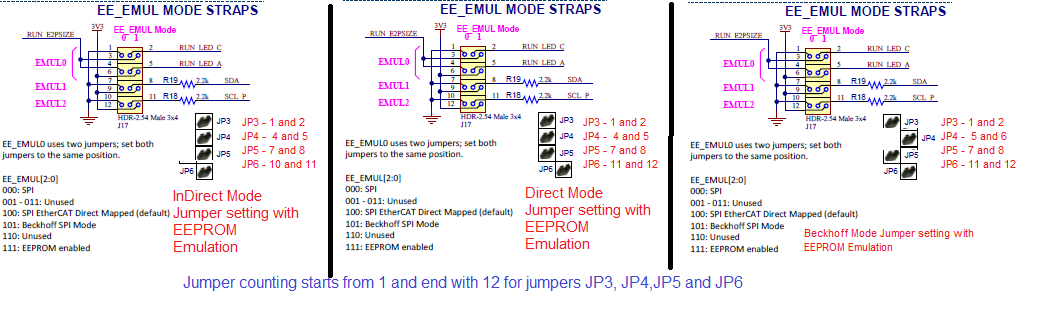 EE_EMUL MODE STRAPS
3V3
EE_EMUL Mode
0 1
RUN_E2PSIZE
1 2 RUN_LED_C
3
EMUL0
4 5 RUN_LED_A
6
EMUL1
7 8 R19 2.2k SDA
9
EMUL2
10 11 R18 2.2k SCL_P
12
HDR-2.54 Male 3x4
J17
JP3 JP3 - 1 and 2
JP4 JP4 - 4 and 5
JP5 JP5 - 7 and 8
JP6 JP6 - 10 and 11
EE_EMUL0 uses two jumpers; set both
jumpers to the same position.
EE_EMUL[2:0]
000: SPI
001 - 011: Unused
100: SPI EtherCAT Direct Mapped (default)
101: Beckhoff SPI Mode
110: Unused
111: EEPROM enabled
InDirect Mode
Jumper setting with
EEPROM
Emulation
EE_EMUL MODE STRAPS
3V3
EE_EMUL Mode
0 1
RUN_E2PSIZE
1 2 RUN_LED_C
3
EMUL0
4 5 RUN_LED_A
6
EMUL1
7 8 R19 2.2k SDA
9
EMUL2
10 11 R18 2.2k SCL_P
12
HDR-2.54 Male 3x4
J17
JP3 JP3 - 1 and 2
JP4 JP4 - 4 and 5
JP5 JP5 - 7 and 8
JP6 JP6 - 11 and 12
EE_EMUL0 uses two jumpers; set both
jumpers to the same position.
EE_EMUL[2:0]
000: SPI
001 - 011: Unused
100: SPI EtherCAT Direct Mapped (default)
101: Beckhoff SPI Mode
110: Unused
111: EEPROM enabled
Direct Mode
Jumper setting with
EEPROM
Emulation
EE_EMUL MODE STRAPS
3V3
EE_EMUL Mode
0 1
RUN_E2PSIZE
1 2 RUN_LED_C
3
EMUL0
4 5 RUN_LED_A
6
EMUL1
7 8 R19 2.2k SDA
9
EMUL2
10 11 R18 2.2k SCL_P
12
HDR-2.54 Male 3x4
J17
JP3 JP3 - 1 and 2
JP4 JP4 - 5 and 6
JP5 JP5 - 7 and 8
JP6 JP6 - 11 and 12
EE_EMUL0 uses two jumpers; set both
jumpers to the same position.
EE_EMUL[2:0]
000: SPI
001 - 011: Unused
100: SPI EtherCAT Direct Mapped (default)
101: Beckhoff SPI Mode
110: Unused
111: EEPROM enabled
Beckhoff Mode Jumper setting with
EEPROM Emulation
Jumper counting starts from 1 and end with 12 for jumpers JP3, JP4,JP5 and JP6